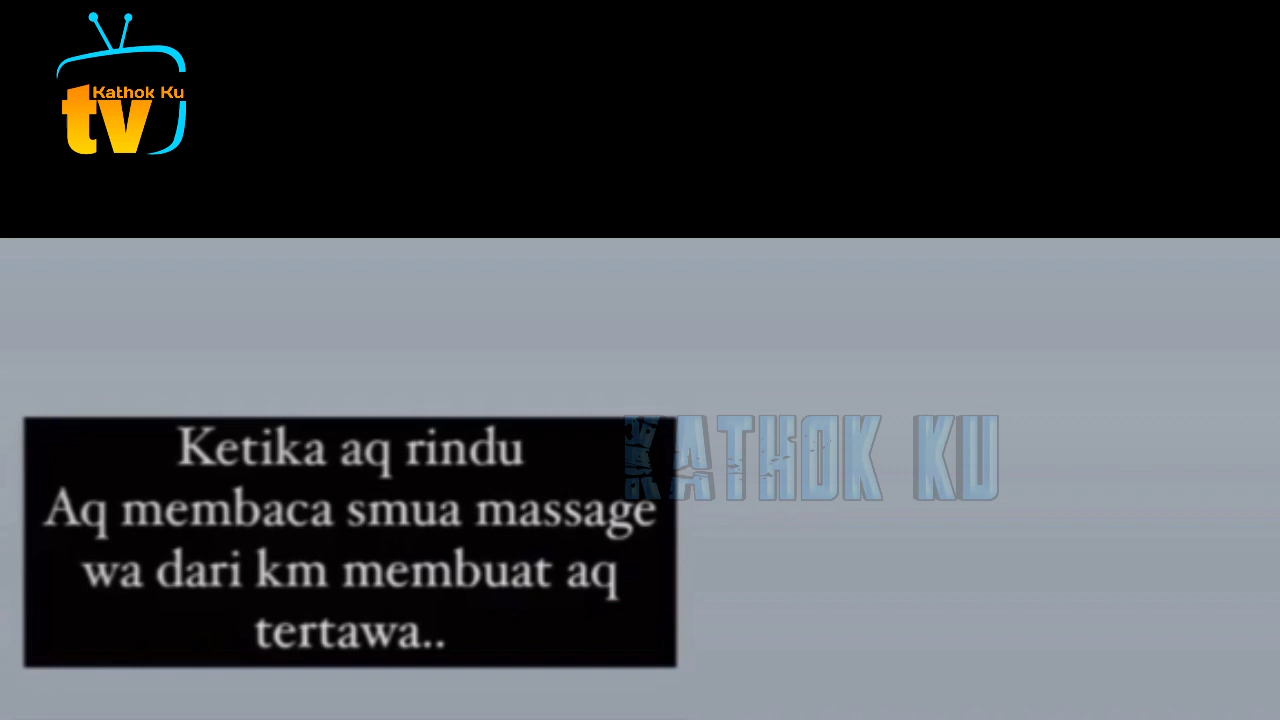 Kathok Ku
tv
Ketika aq rindu
Aq membaca smua massage
wa dari km membuat aq
tertawa..
KATHOK KU